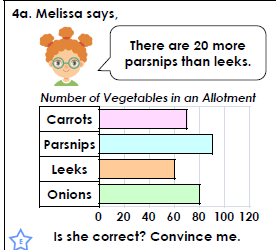 4a. Melissa says,
There are 20 more
parsnips than leeks.
Number of Vegetables in an Allotment
Carrots
Parsnips
Leeks
Onions
0 20 40 60 80 100 120
E
Is she correct? Convince me.